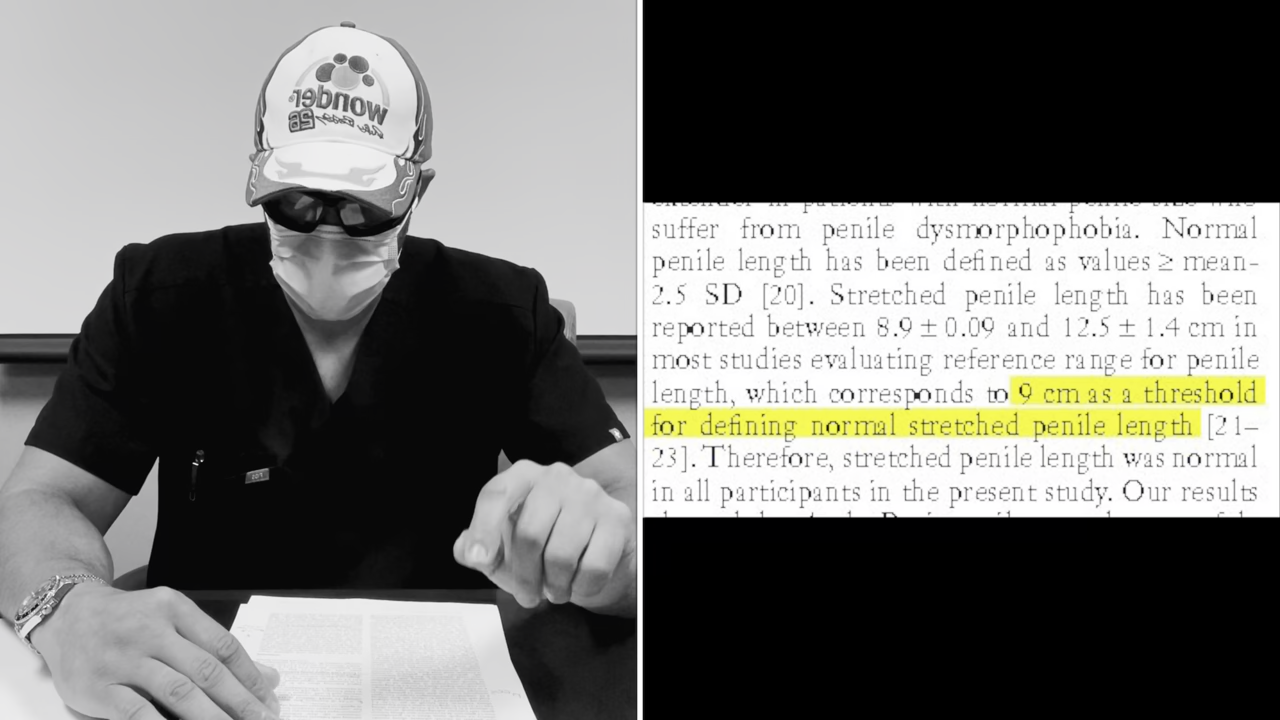 wonder
26
suffer from penile dysmorphophobia. Normal
penile length has been defined as values ≥ mean-
2.5 SD [20]. Stretched penile length has been
reported between 8.9 ± 0.09 and 12.5 ± 1.4 cm in
most studies evaluating reference range for penile
length, which corresponds to 9 cm as a threshold
for defining normal stretched penile length [21–
23]. Therefore, stretched penile length was normal
in all participants in the present study. Our results